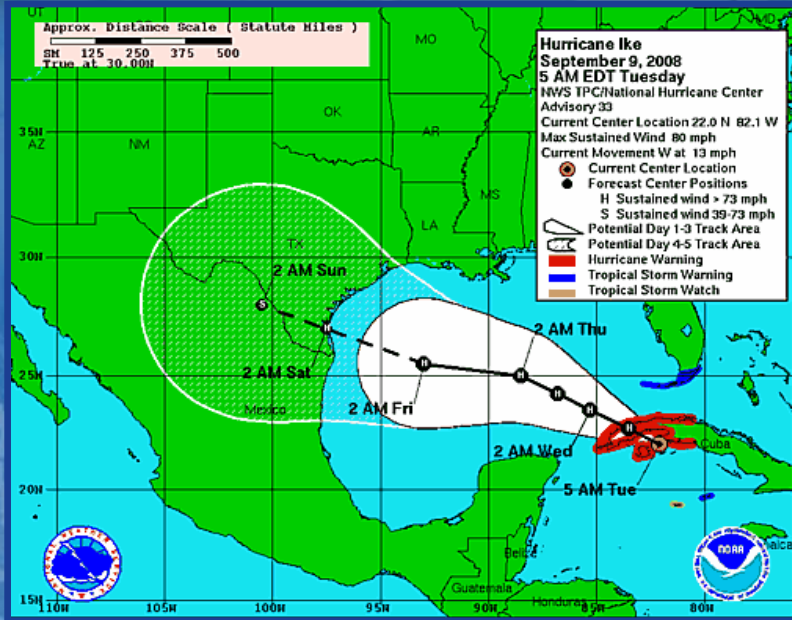 UT
MD
Approx. Distance Scale ( Statute Miles )
SM 125 250 375 500
True at 30.00N
Hurricane Ike
September 9, 2008
5 AM EDT Tuesday
NWS TPC/National Hurricane Center
Advisory 33
Current Center Location 22.0 N 82.1 W
Max Sustained Wind 80 mph
Current Movement W at 13 mph
Current Center Location
Forecast Center Positions
H Sustained wind > 73 mph
S Sustained wind 39-73 mph
Potential Day 1-3 Track Area
Potential Day 4-5 Track Area
Hurricane Warning
Tropical Storm Warning
Tropical Storm Watch
MO
OK
35N
AZ
NM
AR
MS
LA
TX
30N
2 AM Sun
S
H
2 AM Thu
H
H
25N
2 AM Sat
H
2 AM Fri
H
Mexico
H
2 AM Wed
Cuba
5 AM Tue
20N
NOAA
Belize
Guatemala
Honduras
15N
110W
105W
100W
95W
90W
85W
80W